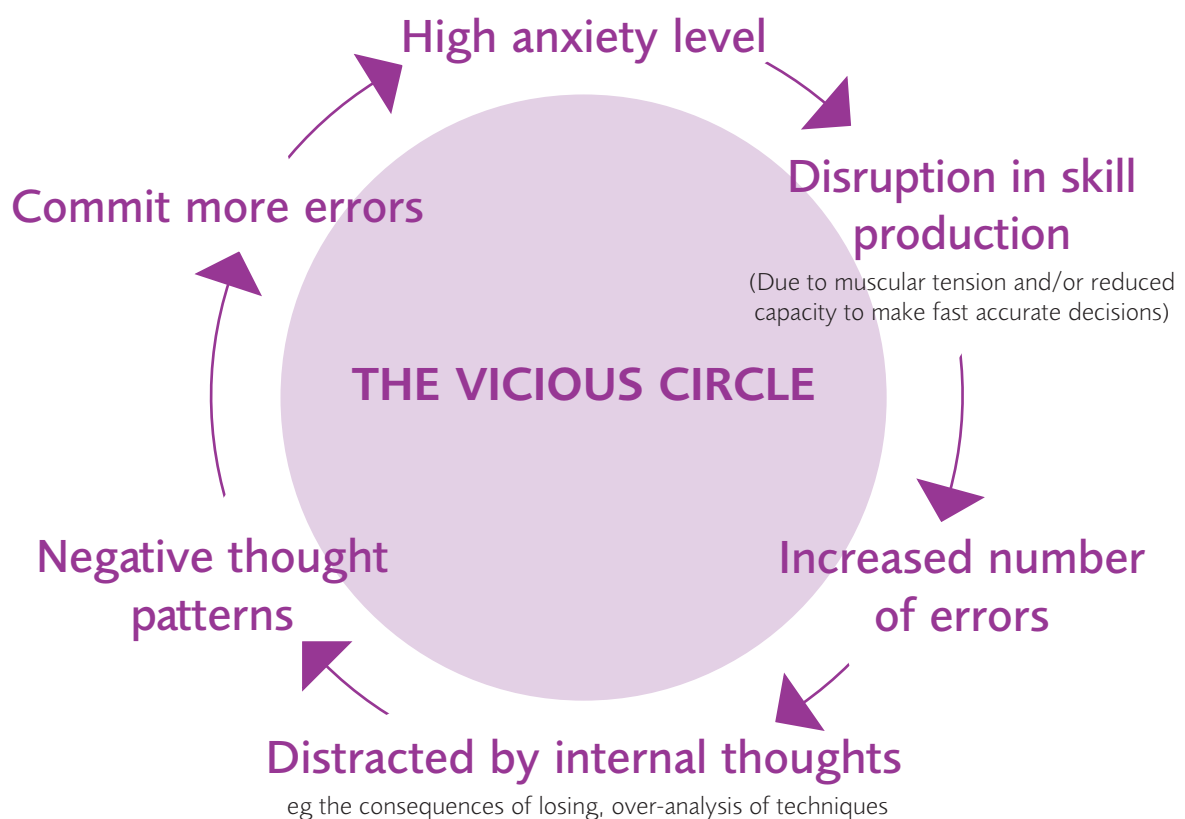 High anxiety level
Disruption in skill
production
(Due to muscular tension and/or reduced
capacity to make fast accurate decisions)
Increased number
of errors
Distracted by internal thoughts
eg the consequences of losing, over-analysis of techniques
Negative thought
patterns
Commit more errors
THE VICIOUS CIRCLE